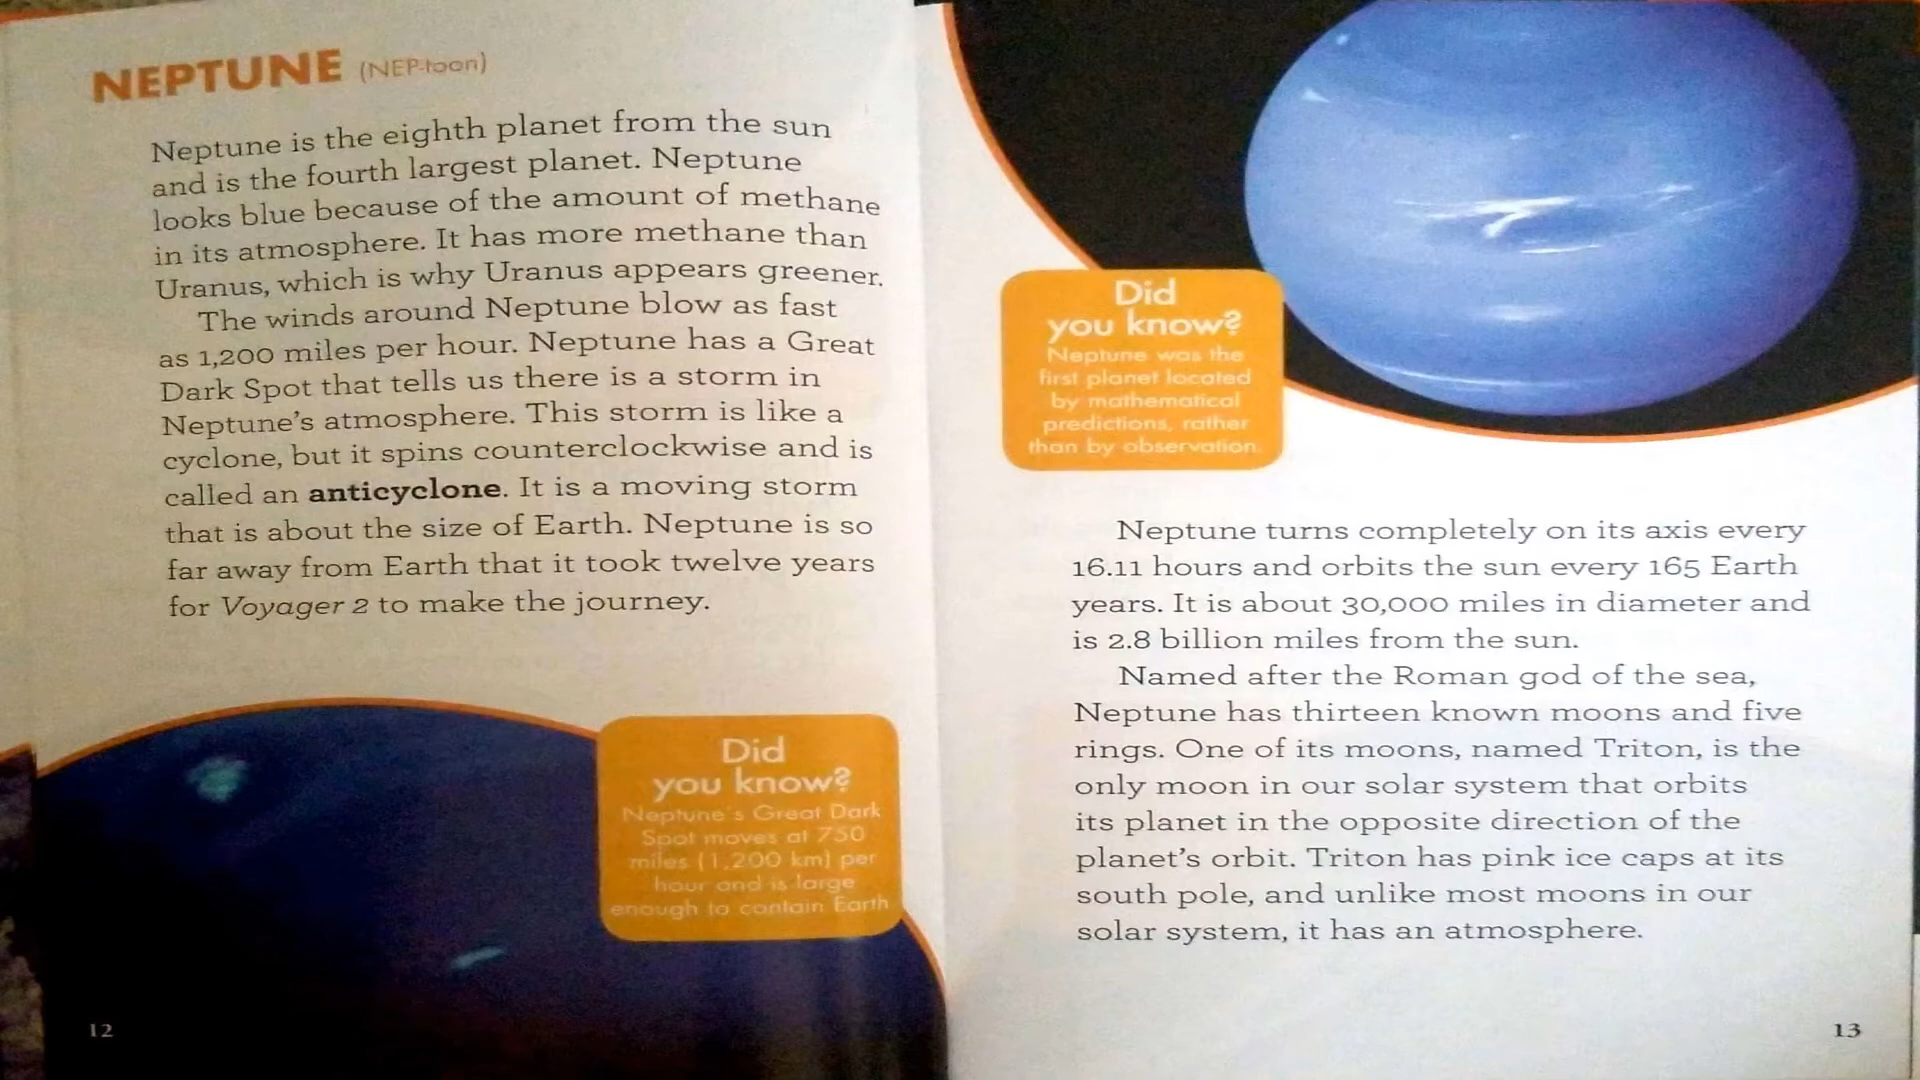 NEPTUNE (NEP-toon)
Neptune is the eighth planet from the sun
and is the fourth largest planet. Neptune
looks blue because of the amount of methane
in its atmosphere. It has more methane than
Uranus, which is why Uranus appears greener.
The winds around Neptune blow as fast
as 1,200 miles per hour. Neptune has a Great
Dark Spot that tells us there is a storm in
Neptune's atmosphere. This storm is like a
cyclone, but it spins counterclockwise and is
called an anticyclone. It is a moving storm
that is about the size of Earth. Neptune is so
far away from Earth that it took twelve years
for Voyager 2 to make the journey.
Did
you know?
Neptune's Great Dark
Spot moves at 750
miles (1,200 km) per
hour and is large
enough to contain Earth
12
Did
you know?
Neptune was the
first planet located
by mathematical
predictions, rather
than by observation.
Neptune turns completely on its axis every
16.11 hours and orbits the sun every 165 Earth
years. It is about 30,000 miles in diameter and
is 2.8 billion miles from the sun.
Named after the Roman god of the sea,
Neptune has thirteen known moons and five
rings. One of its moons, named Triton, is the
only moon in our solar system that orbits
its planet in the opposite direction of the
planet's orbit. Triton has pink ice caps at its
south pole, and unlike most moons in our
solar system, it has an atmosphere.
13